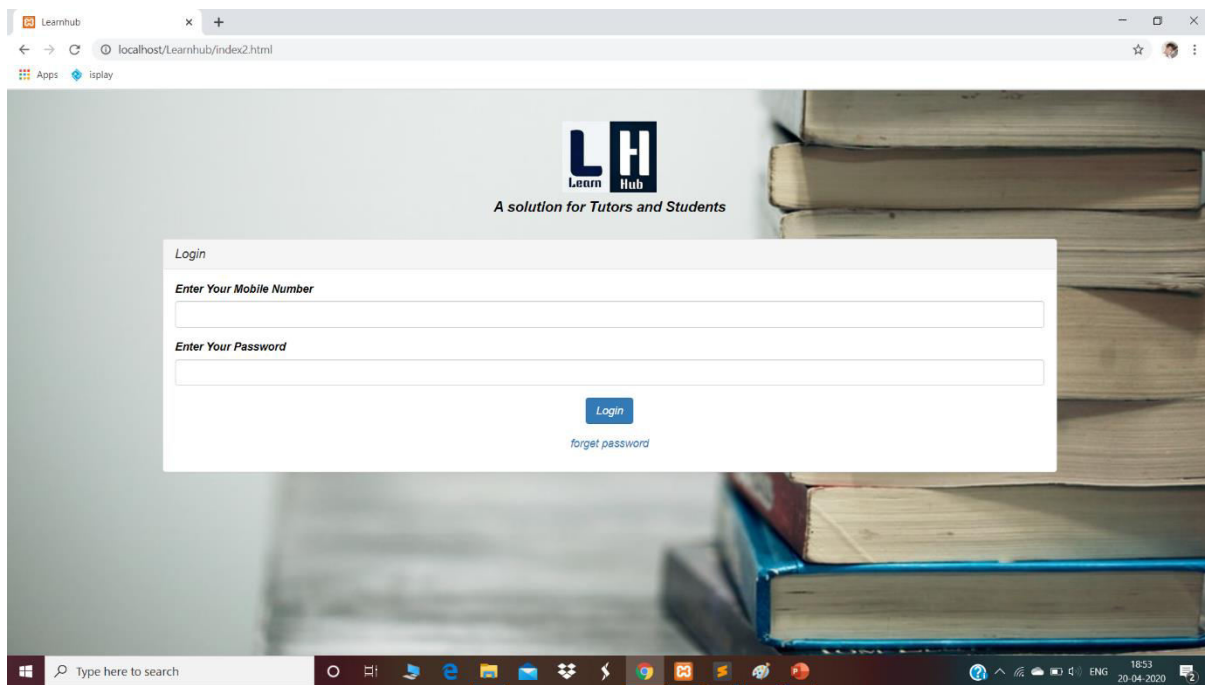 Learnhub
localhost/Learnhub/index2.html
Apps isplay
L H
Learn Hub
A solution for Tutors and Students
Login
Enter Your Mobile Number
Enter Your Password
Login
forget password
Type here to search
ENG
18:53
20-04-2020
2